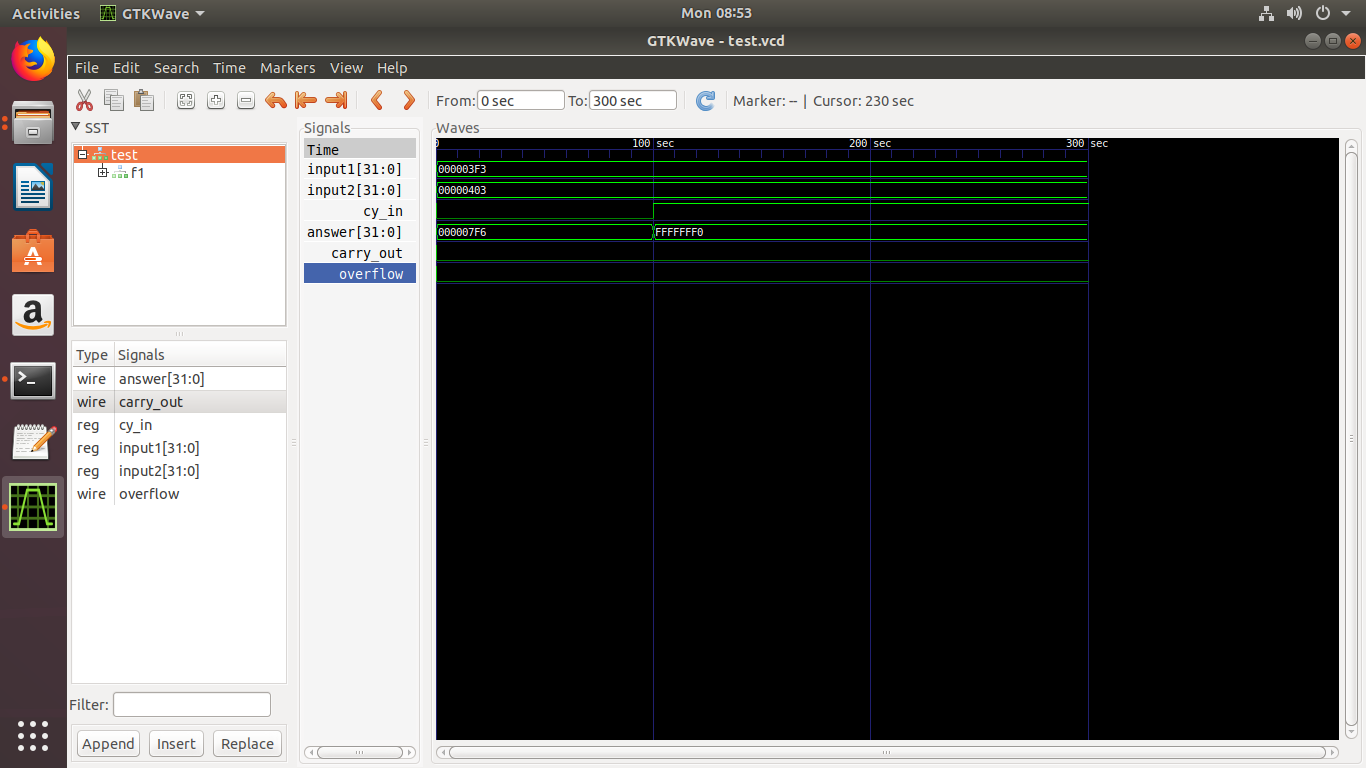 Activities GTKWave Mon 08:53
GTKWave - test.vcd
File Edit Search Time Markers View Help
From: 0 sec To: 300 sec Marker: -- | Cursor: 230 sec
SST
test
f1
Type Signals
wire answer[31:0]
wire carry_out
reg cy_in
reg input1[31:0]
reg input2[31:0]
wire overflow
Filter:
Append Insert Replace
Signals
Time
input1[31:0]
input2[31:0]
cy_in
answer[31:0]
carry_out
overflow
Waves
0 100 sec 200 sec 300 sec
000003F3
00000403
000007F6 FFFFFFF0